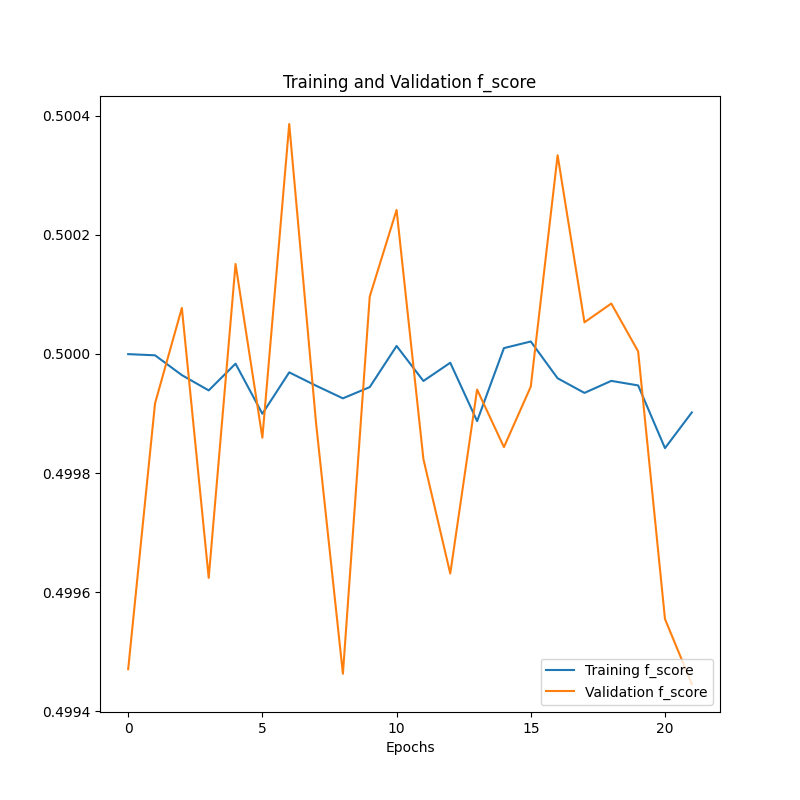 Training and Validation f_score
0.5004
0.5002
0.5000
0.4998
0.4996
0.4994
Training f_score
Validation f_score
0 5 10 15 20
Epochs